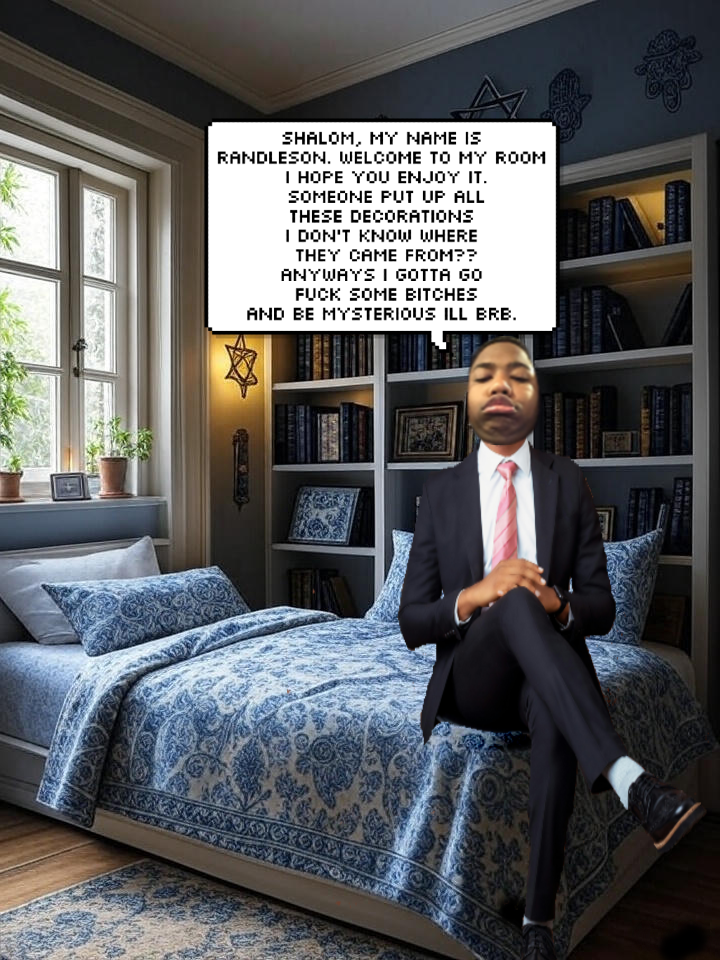 SHALOM, MY NAME IS
RANDLESON. WELCOME TO MY ROOM
I HOPE YOU ENJOY IT.
SOMEONE PUT UP ALL
THESE DECORATIONS
I DON'T KNOW WHERE
THEY CAME FROM??
ANYWAYS I GOTTA GO
FUCK SOME BITCHES
AND BE MYSTERIOUS ILL BRB.